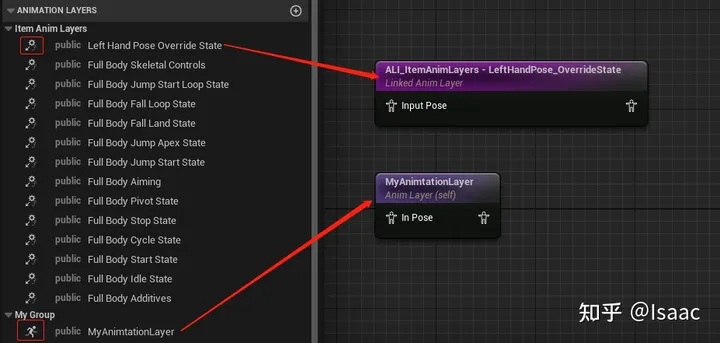 ANIMATION LAYERS
Item Anim Layers
public Left Hand Pose Override State
public Full Body Skeletal Controls
public Full Body Jump Start Loop State
public Full Body Fall Loop State
public Full Body Fall Land State
public Full Body Jump Apex State
public Full Body Jump Start State
public Full Body Aiming
public Full Body Pivot State
public Full Body Stop State
public Full Body Cycle State
public Full Body Start State
public Full Body Idle State
public Full Body Additives
My Group
public MyAnimtationLayer
ALI_ItemAnimLayers - LeftHandPose_OverrideState
Linked Anim Layer
Input Pose
MyAnimtationLayer
Anim Layer (self)
In Pose
知乎 @Isaac